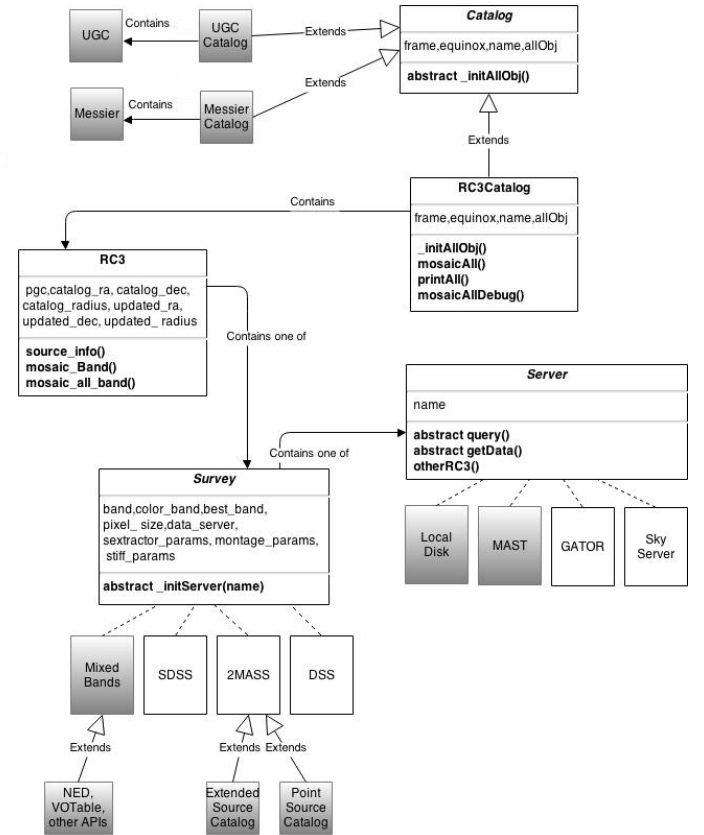 Catalog
frame,equinox,name,allObj
abstract _initAllObj()
UGC
Contains
UGC
Catalog
Extends
Messier
Contains
Messier
Catalog
Extends
Extends
RC3Catalog
frame,equinox,name,allObj
_initAllObj()
mosaicAll()
printAll()
mosaicAllDebug()
Contains
RC3
pgc,catalog_ra, catalog_dec,
catalog_radius, updated_ra,
updated_dec, updated_ radius
source_info()
mosaic_Band()
mosaic_all_band()
Contains one of
Server
name
abstract query()
abstract getData()
otherRC3()
Contains one of
Local
Disk
MAST
GATOR
Sky
Server
Survey
band,color_band,best_band,
pixel_ size,data_server,
sextractor_params, montage_params,
stiff_params
abstract _initServer(name)
Mixed
Bands
SDSS
2MASS
DSS
Extends
Extends
Extends
NED,
VOTable,
other APIs
Extended
Source
Catalog
Point
Source
Catalog